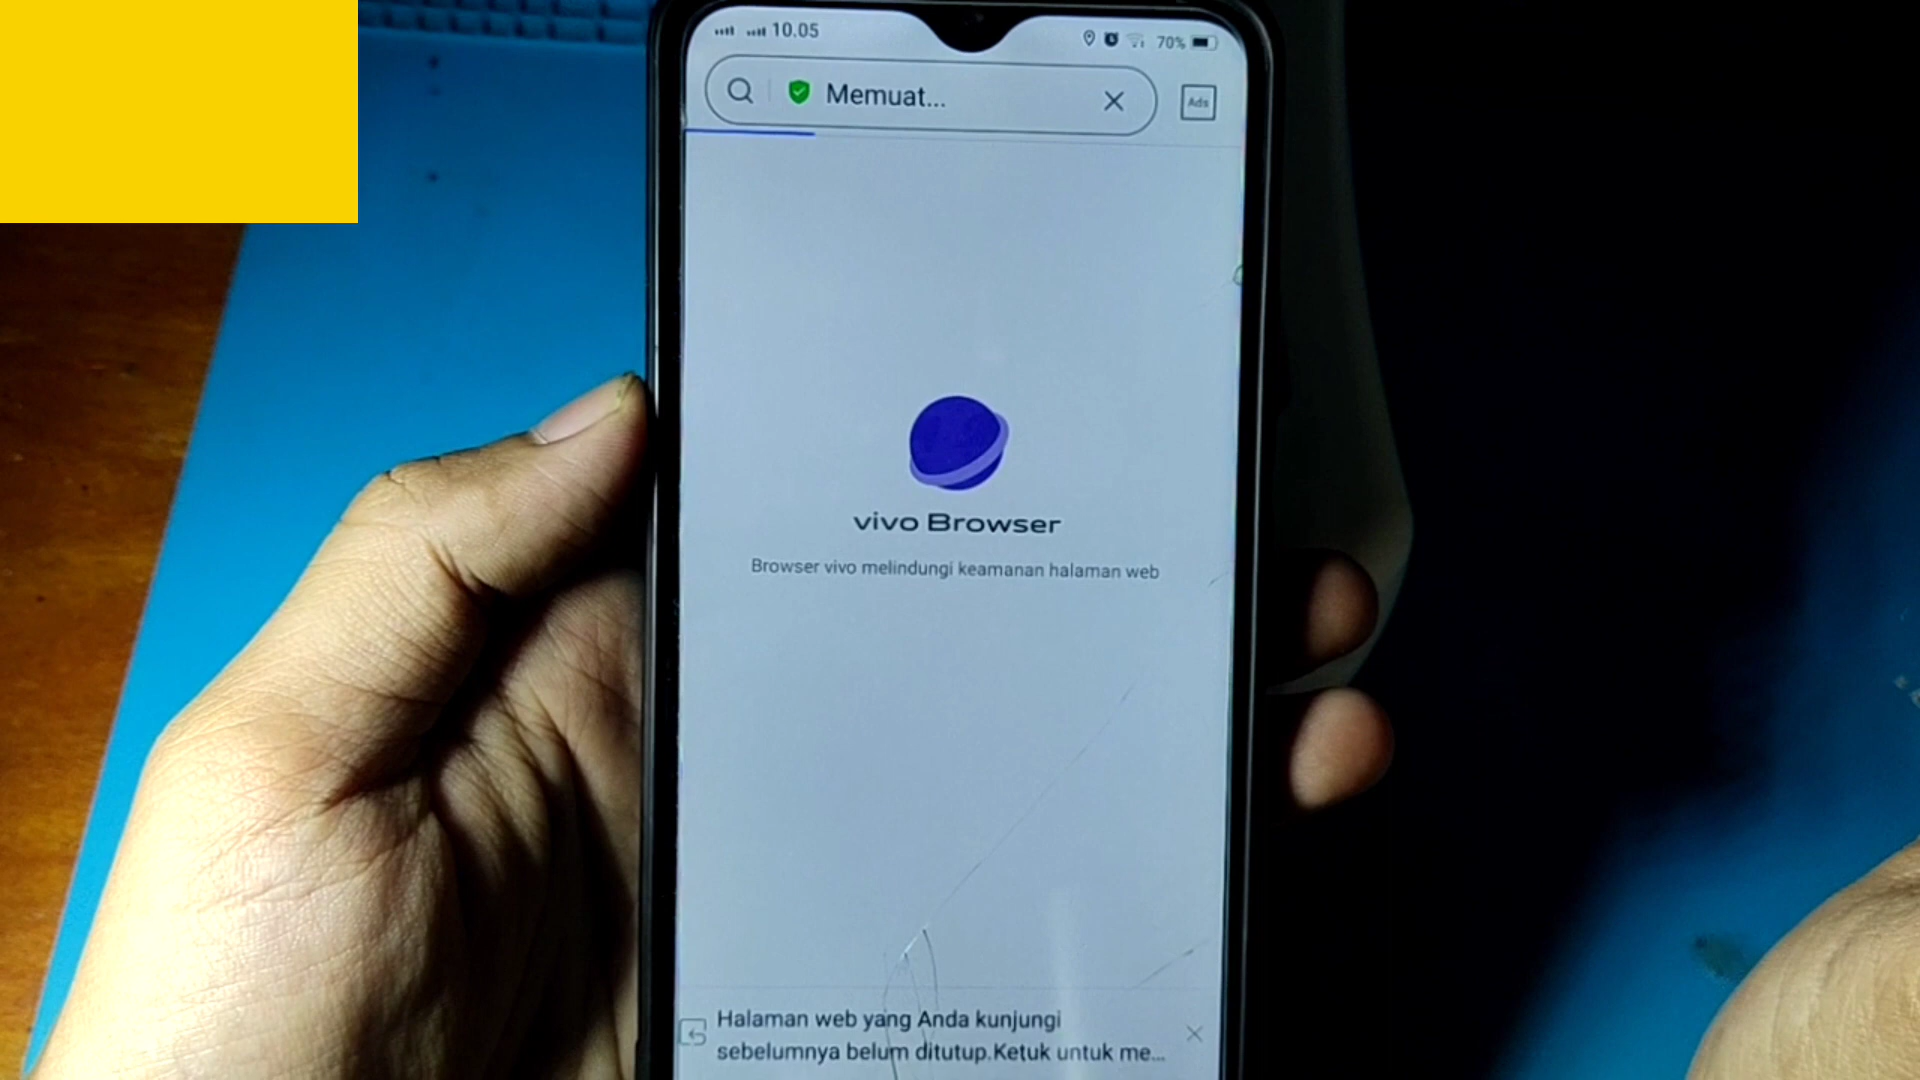 10.05
70%
Memuat...
Ads
vivo Browser
Browser vivo melindungi keamanan halaman web
Halaman web yang Anda kunjungi
sebelumnya belum ditutup.Ketuk untuk me...